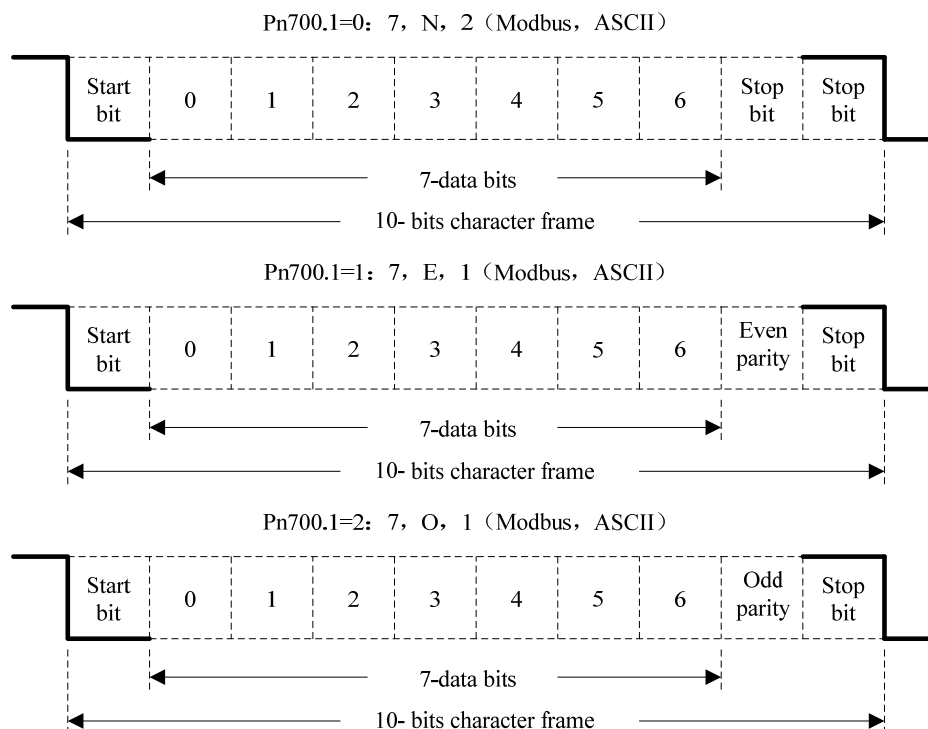 Pn700.1=0：7，N，2（Modbus，ASCII）
Start bit 0 1 2 3 4 5 6 Stop bit Stop bit
7-data bits
10- bits character frame
Pn700.1=1：7，E，1（Modbus，ASCII）
Start bit 0 1 2 3 4 5 6 Even parity Stop bit
7-data bits
10- bits character frame
Pn700.1=2：7，O，1（Modbus，ASCII）
Start bit 0 1 2 3 4 5 6 Odd parity Stop bit
7-data bits
10- bits character frame